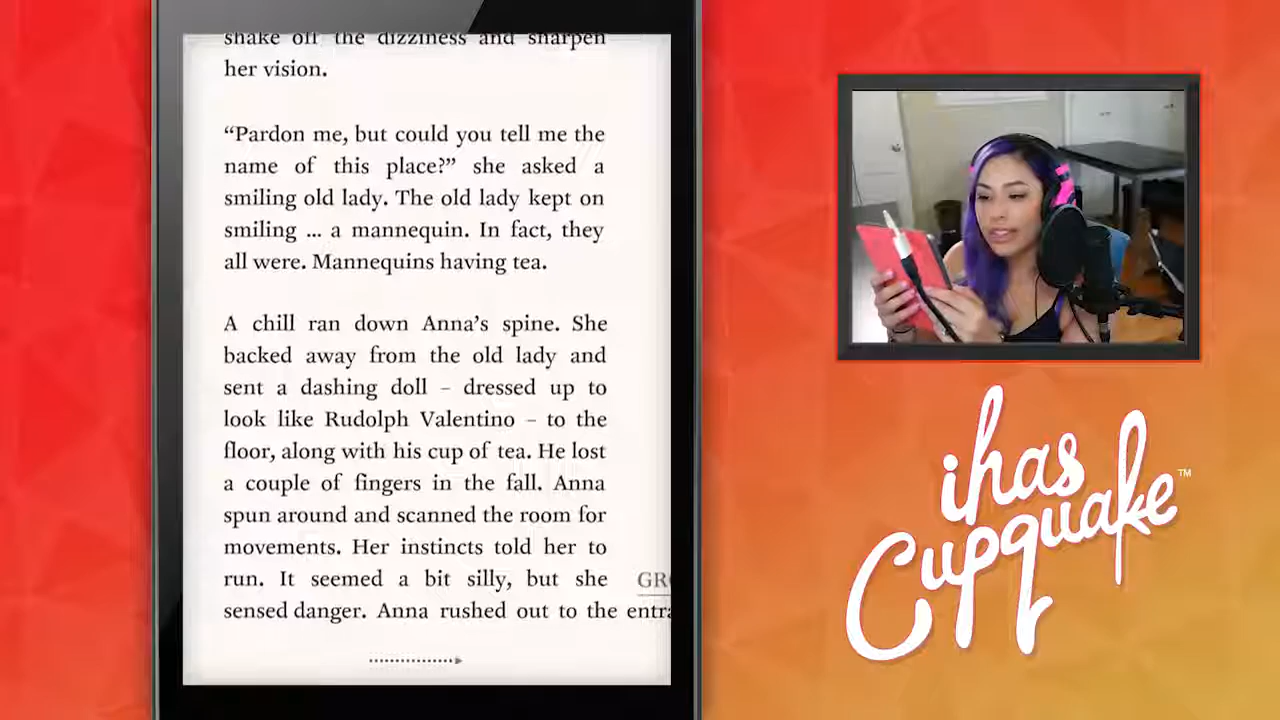 shake off the dizziness and sharpen
her vision.
“Pardon me, but could you tell me the
name of this place?” she asked a
smiling old lady. The old lady kept on
smiling ... a mannequin. In fact, they
all were. Mannequins having tea.
A chill ran down Anna’s spine. She
backed away from the old lady and
sent a dashing doll – dressed up to
look like Rudolph Valentino – to the
floor, along with his cup of tea. He lost
a couple of fingers in the fall. Anna
spun around and scanned the room for
movements. Her instincts told her to
run. It seemed a bit silly, but she
sensed danger. Anna rushed out to the entra
GR
ihas
Cupquake™